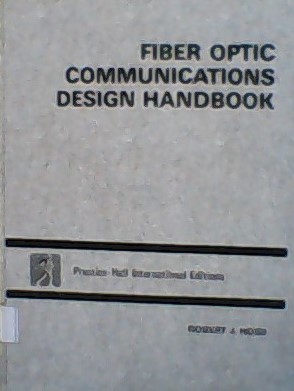 FIBER OPTIC
COMMUNICATIONS
DESIGN HANDBOOK
Prentice-Hall International Editions
ROBERT J. HOSS